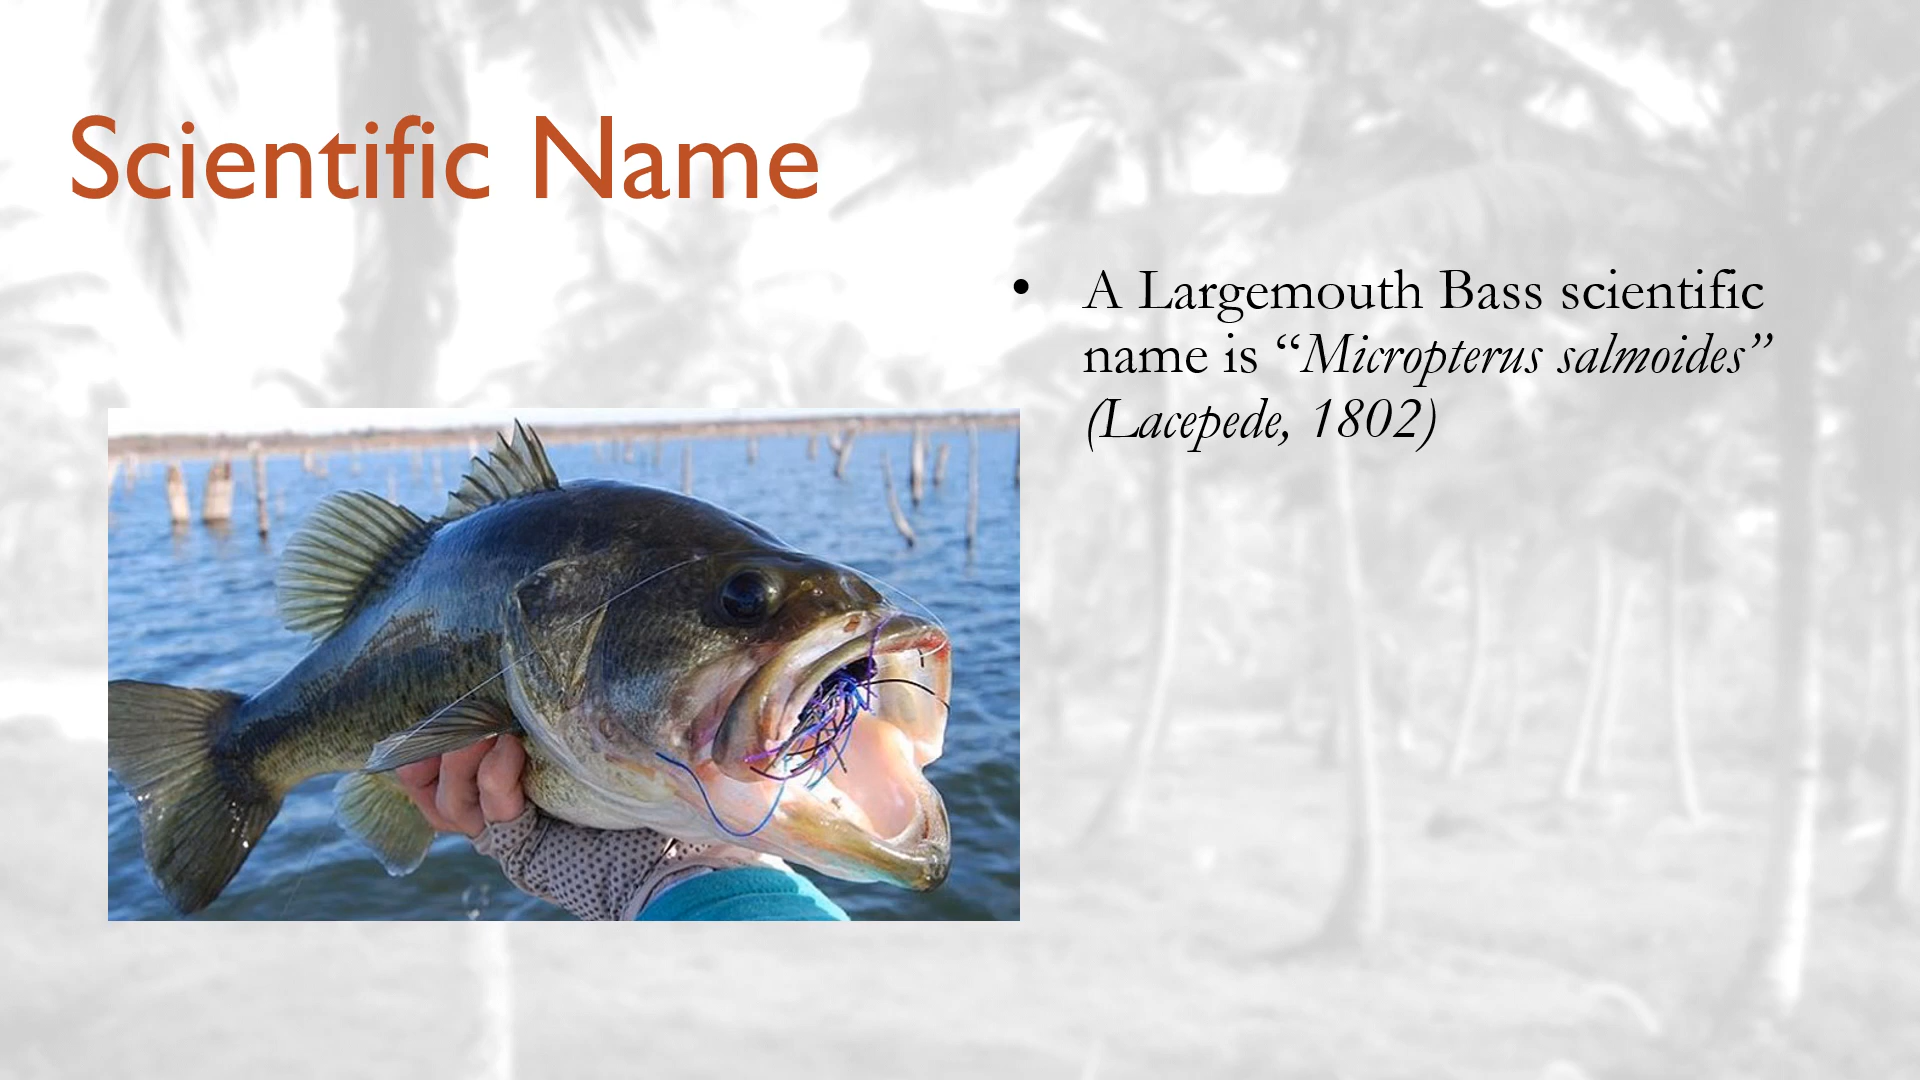 Scientific Name
• A Largemouth Bass scientific
name is “Micropterus salmoides”
(Lacepede, 1802)